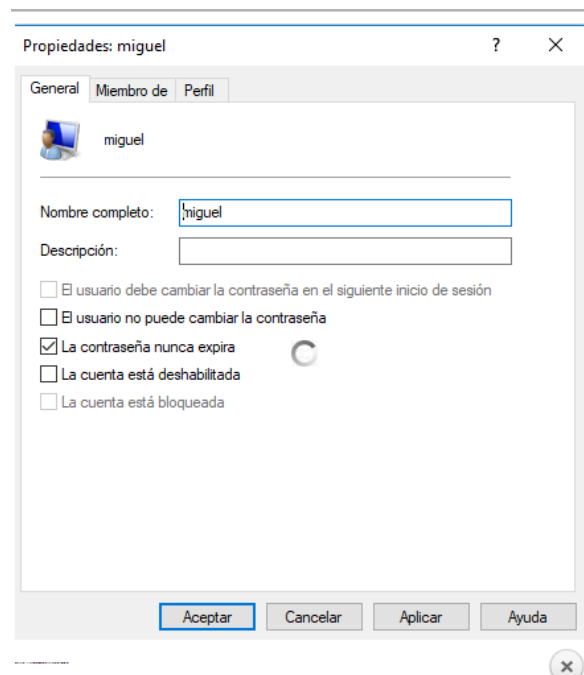 Propiedades: miguel ?
General Miembro de Perfil
miguel
Nombre completo: miguel
Descripción:
El usuario debe cambiar la contraseña en el siguiente inicio de sesión
El usuario no puede cambiar la contraseña
La contraseña nunca expira
La cuenta está deshabilitada
La cuenta está bloqueada
Aceptar Cancelar Aplicar Ayuda